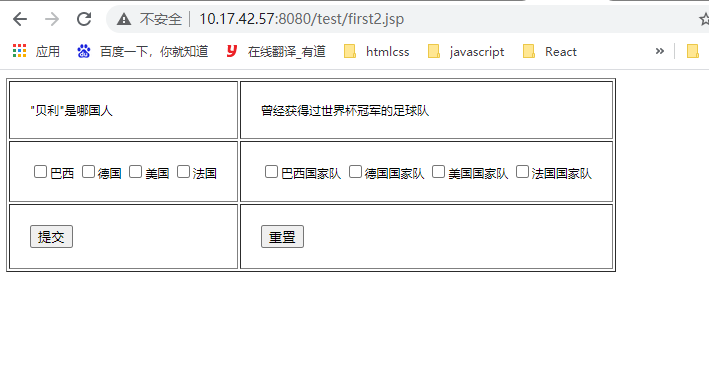 不安全 10.17.42.57:8080/test/first2.jsp
应用 百度一下，你就知道 在线翻译_有道 htmlcss javascript React »
"贝利"是哪国人 曾经获得过世界杯冠军的足球队
巴西 德国 美国 法国 巴西国家队 德国国家队 美国国家队 法国国家队
提交 重置